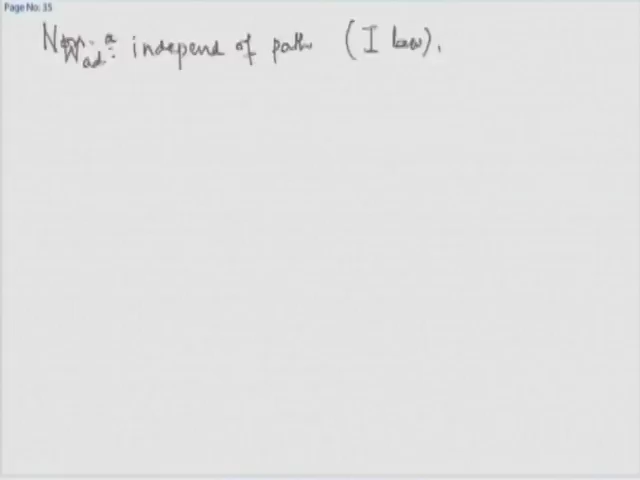 Page No: 35
W_ad: independ of path (I law).